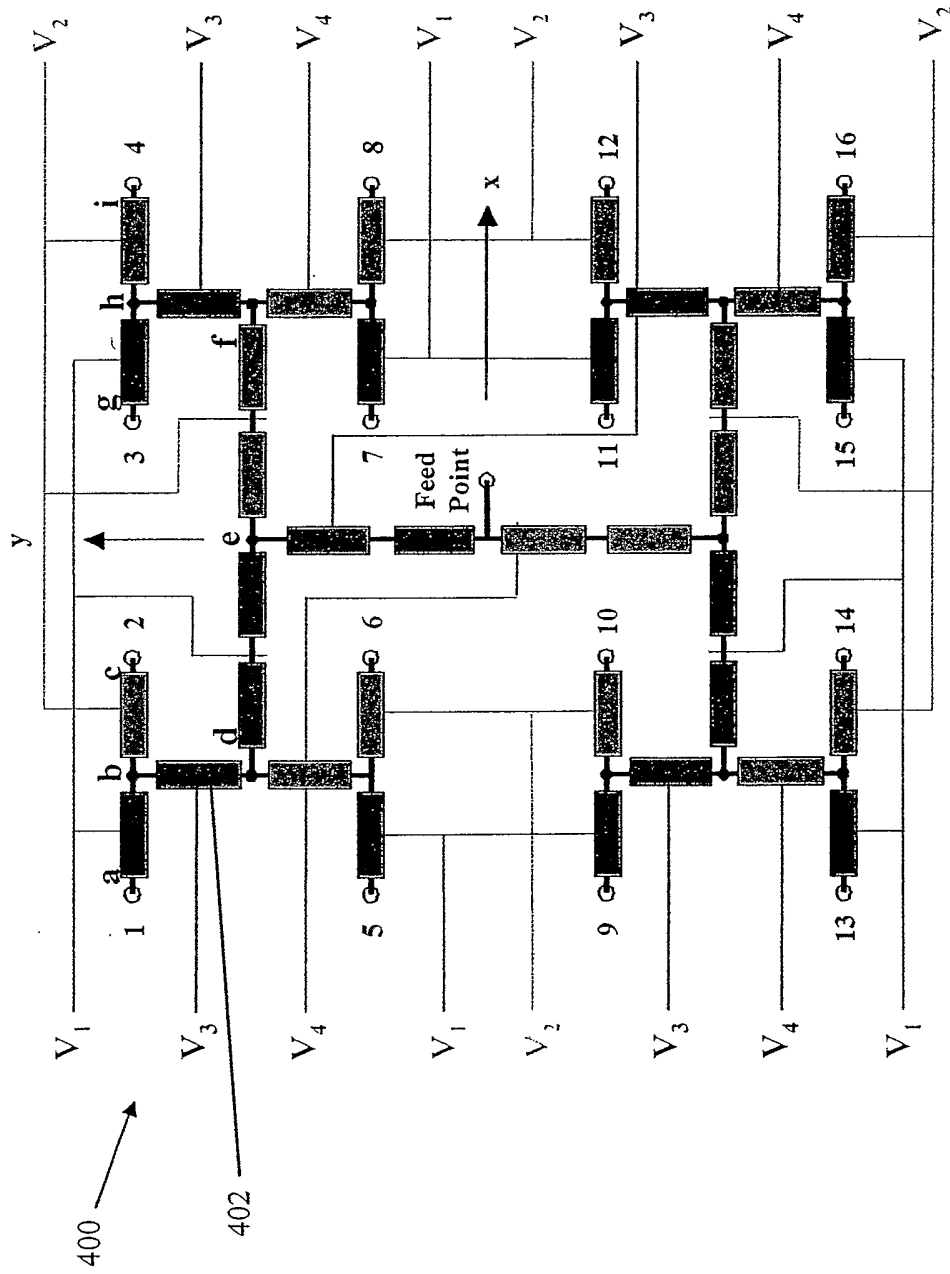 V₂
V₃
V₄
V₁
V₂
V₃
V₄
V₂
4
8
12
16
i
h
g
f
x
3
7
11
15
Feed
Point
y
e
2
6
10
14
c
b
d
a
1
5
9
13
V₁
V₃
V₄
V₁
V₂
V₃
V₄
V₁
400
402